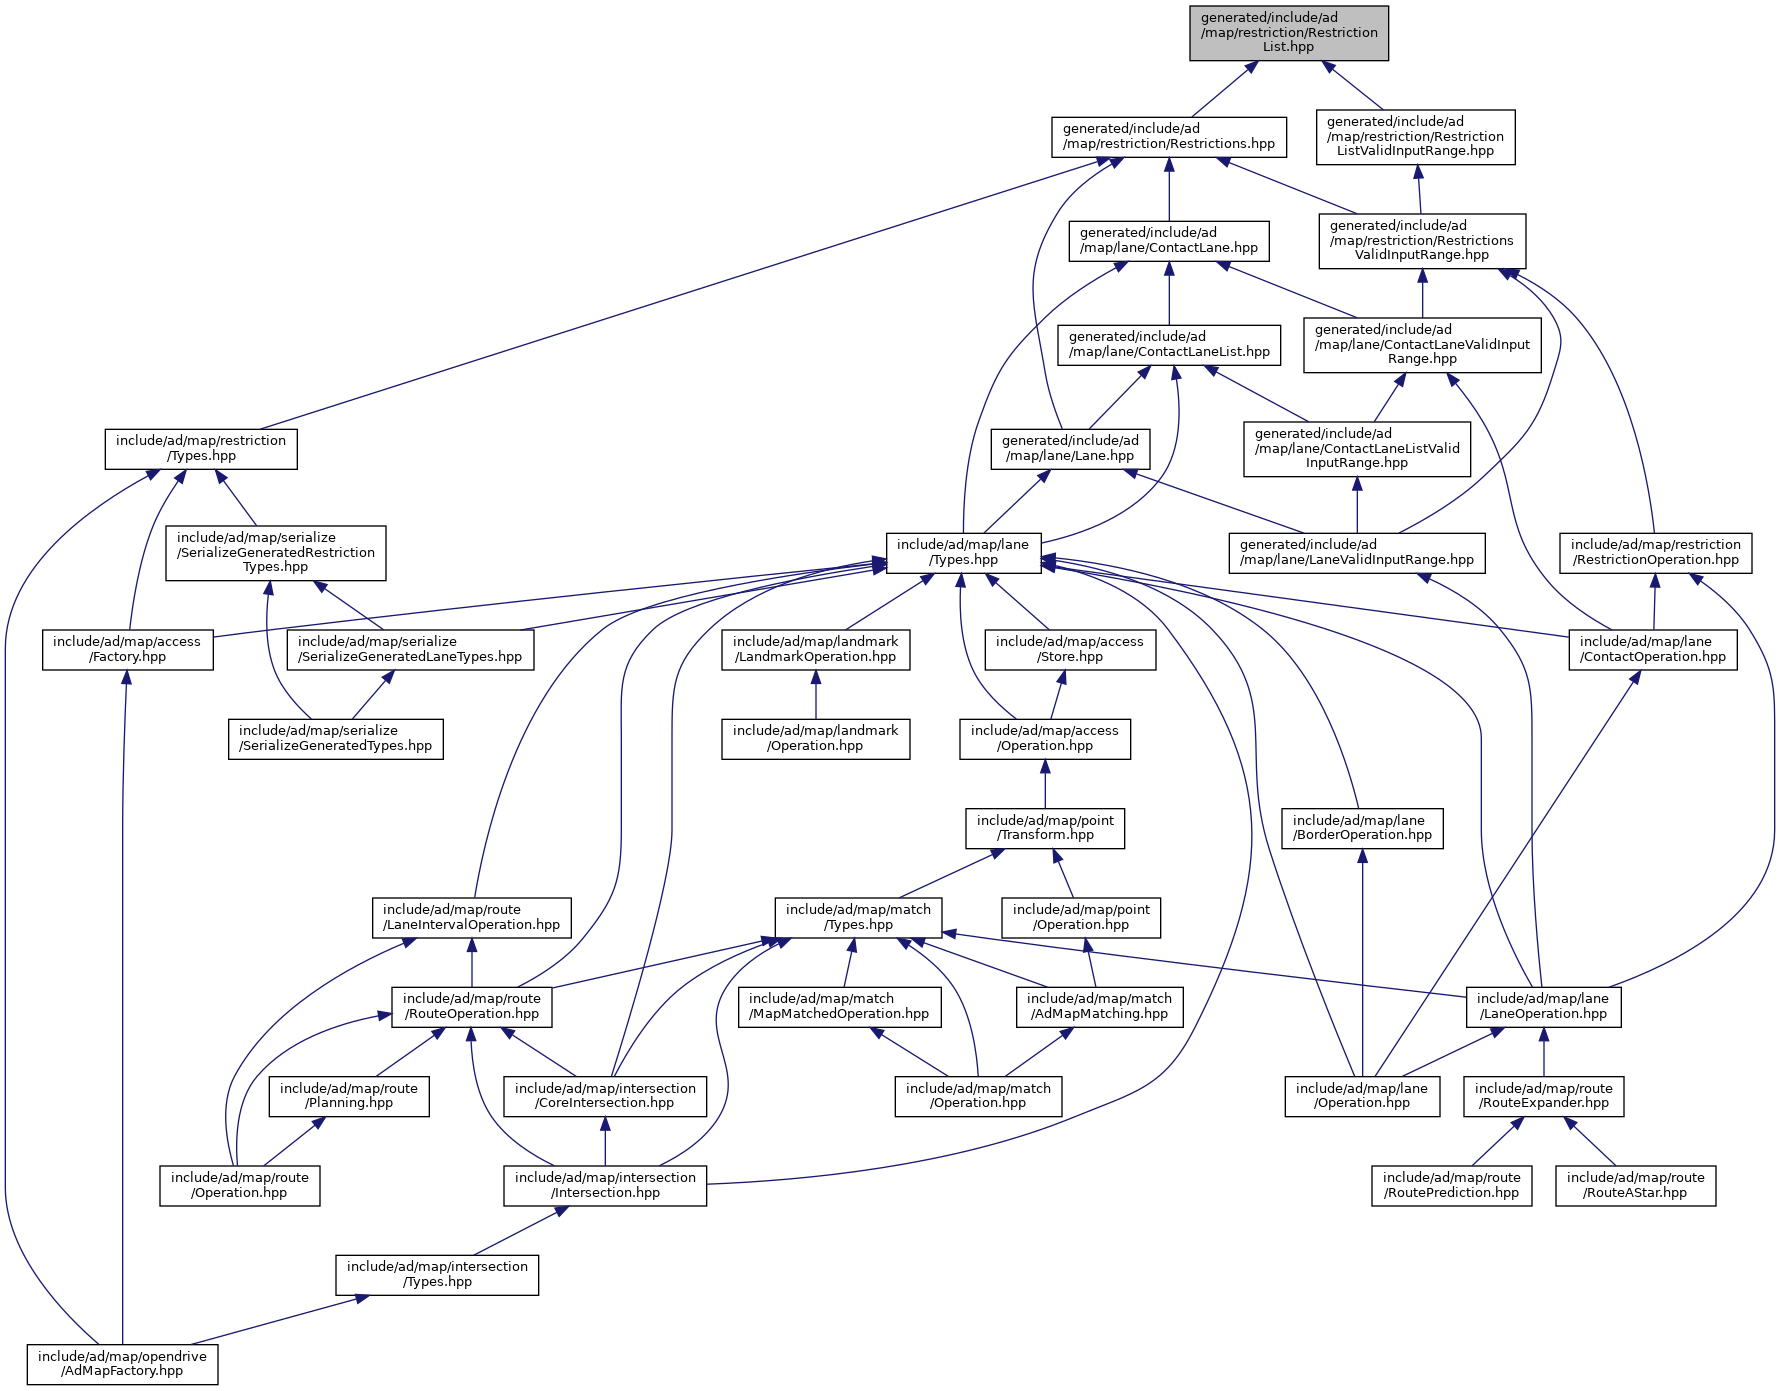 generated/include/ad
/map/restriction/Restriction
List.hpp
generated/include/ad
/map/restriction/Restrictions.hpp
generated/include/ad
/map/restriction/Restriction
ListValidInputRange.hpp
generated/include/ad
/map/lane/ContactLane.hpp
generated/include/ad
/map/restriction/Restrictions
ValidInputRange.hpp
generated/include/ad
/map/lane/ContactLaneList.hpp
generated/include/ad
/map/lane/ContactLaneValidInput
Range.hpp
include/ad/map/restriction
/Types.hpp
generated/include/ad
/map/lane/Lane.hpp
generated/include/ad
/map/lane/ContactLaneListValid
InputRange.hpp
include/ad/map/serialize
/SerializeGeneratedRestriction
Types.hpp
include/ad/map/lane
/Types.hpp
generated/include/ad
/map/lane/LaneValidInputRange.hpp
include/ad/map/restriction
/RestrictionOperation.hpp
include/ad/map/access
/Factory.hpp
include/ad/map/serialize
/SerializeGeneratedLaneTypes.hpp
include/ad/map/landmark
/LandmarkOperation.hpp
include/ad/map/access
/Store.hpp
include/ad/map/lane
/ContactOperation.hpp
include/ad/map/serialize
/SerializeGeneratedTypes.hpp
include/ad/map/landmark
/Operation.hpp
include/ad/map/access
/Operation.hpp
include/ad/map/point
/Transform.hpp
include/ad/map/lane
/BorderOperation.hpp
include/ad/map/route
/LaneIntervalOperation.hpp
include/ad/map/match
/Types.hpp
include/ad/map/point
/Operation.hpp
include/ad/map/route
/RouteOperation.hpp
include/ad/map/match
/MapMatchedOperation.hpp
include/ad/map/match
/AdMapMatching.hpp
include/ad/map/lane
/LaneOperation.hpp
include/ad/map/route
/Planning.hpp
include/ad/map/intersection
/CoreIntersection.hpp
include/ad/map/match
/Operation.hpp
include/ad/map/lane
/Operation.hpp
include/ad/map/route
/RouteExpander.hpp
include/ad/map/route
/Operation.hpp
include/ad/map/intersection
/Intersection.hpp
include/ad/map/route
/RoutePrediction.hpp
include/ad/map/route
/RouteAStar.hpp
include/ad/map/intersection
/Types.hpp
include/ad/map/opendrive
/AdMapFactory.hpp